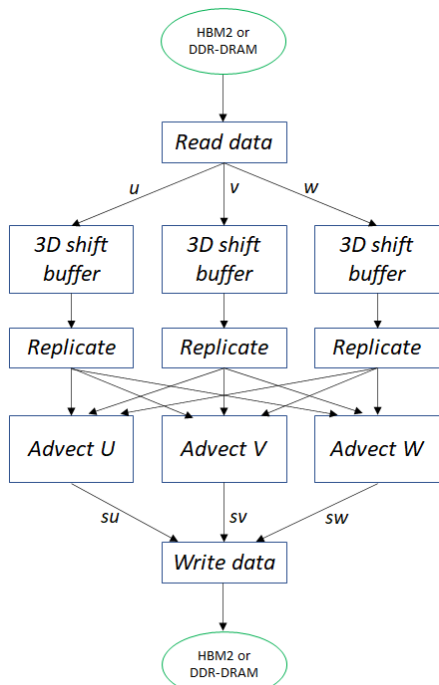 HBM2 or
DDR-DRAM
Read data
u v w
3D shift 3D shift 3D shift
buffer buffer buffer
Replicate Replicate Replicate
Advect U Advect V Advect W
su sv sw
Write data
HBM2 or
DDR-DRAM